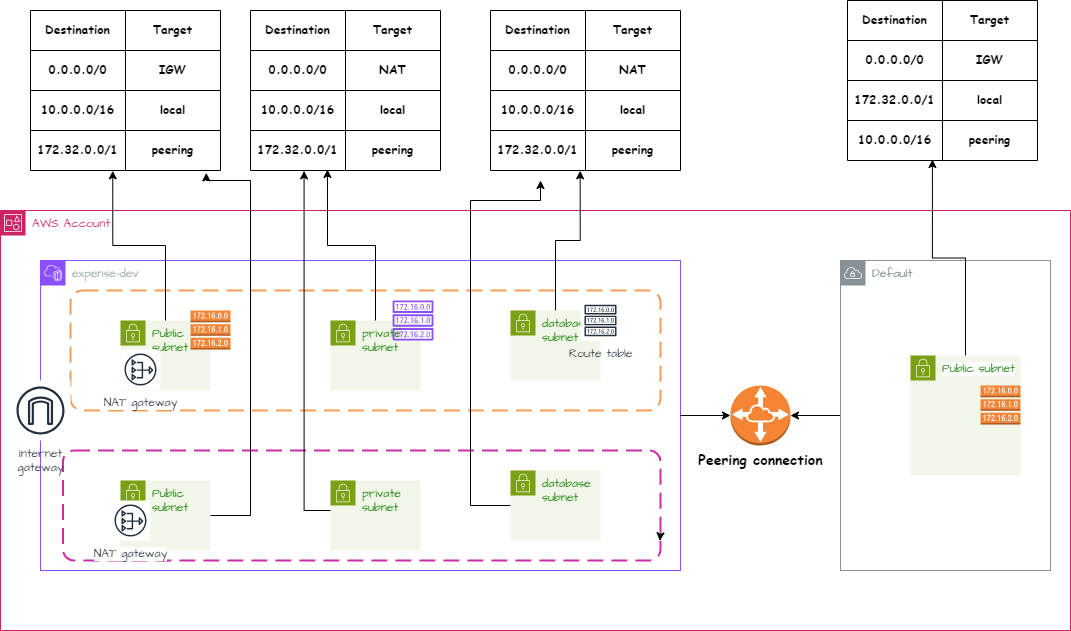 Destination Target
0.0.0.0/0 IGW
10.0.0.0/16 local
172.32.0.0/1 peering
Destination Target
0.0.0.0/0 NAT
10.0.0.0/16 local
172.32.0.0/1 peering
Destination Target
0.0.0.0/0 NAT
10.0.0.0/16 local
172.32.0.0/1 peering
Destination Target
0.0.0.0/0 IGW
172.32.0.0/1 local
10.0.0.0/16 peering
AWS Account
expense-dev
Default
Public
subnet
172.16.0.0
172.16.1.0
172.16.2.0
NAT gateway
private
subnet
172.16.0.0
172.16.1.0
172.16.2.0
databas
subnet
172.16.0.0
172.16.1.0
172.16.2.0
Route table
Public subnet
172.16.0.0
172.16.1.0
172.16.2.0
Internet
gateway
Peering connection
Public
subnet
NAT gateway
private
subnet
database
subnet